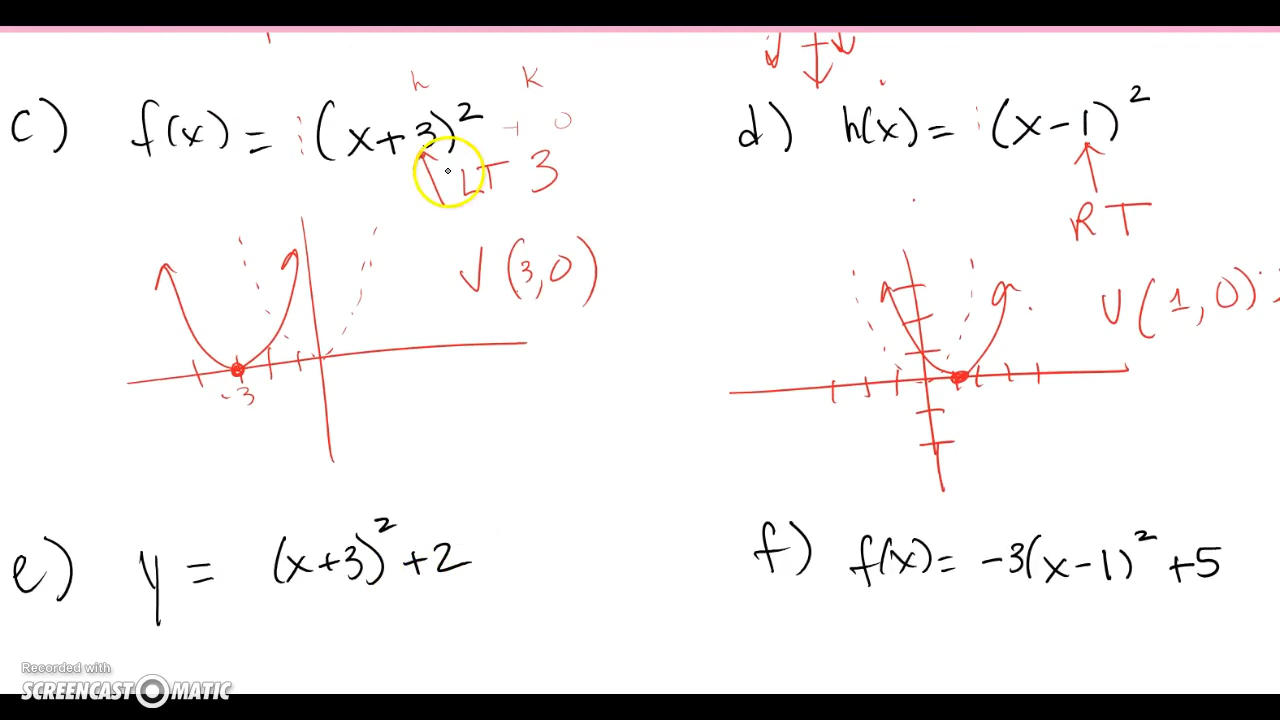 h k
c) f(x) = (x+3)² + 0
LT 3
V (3,0)
-3
d) h(x) = (x-1)²
RT
V (1,0)
e) y = (x+3)² +2
f) f(x) = -3(x-1)² +5
Recorded with
SCREENCAST MATIC